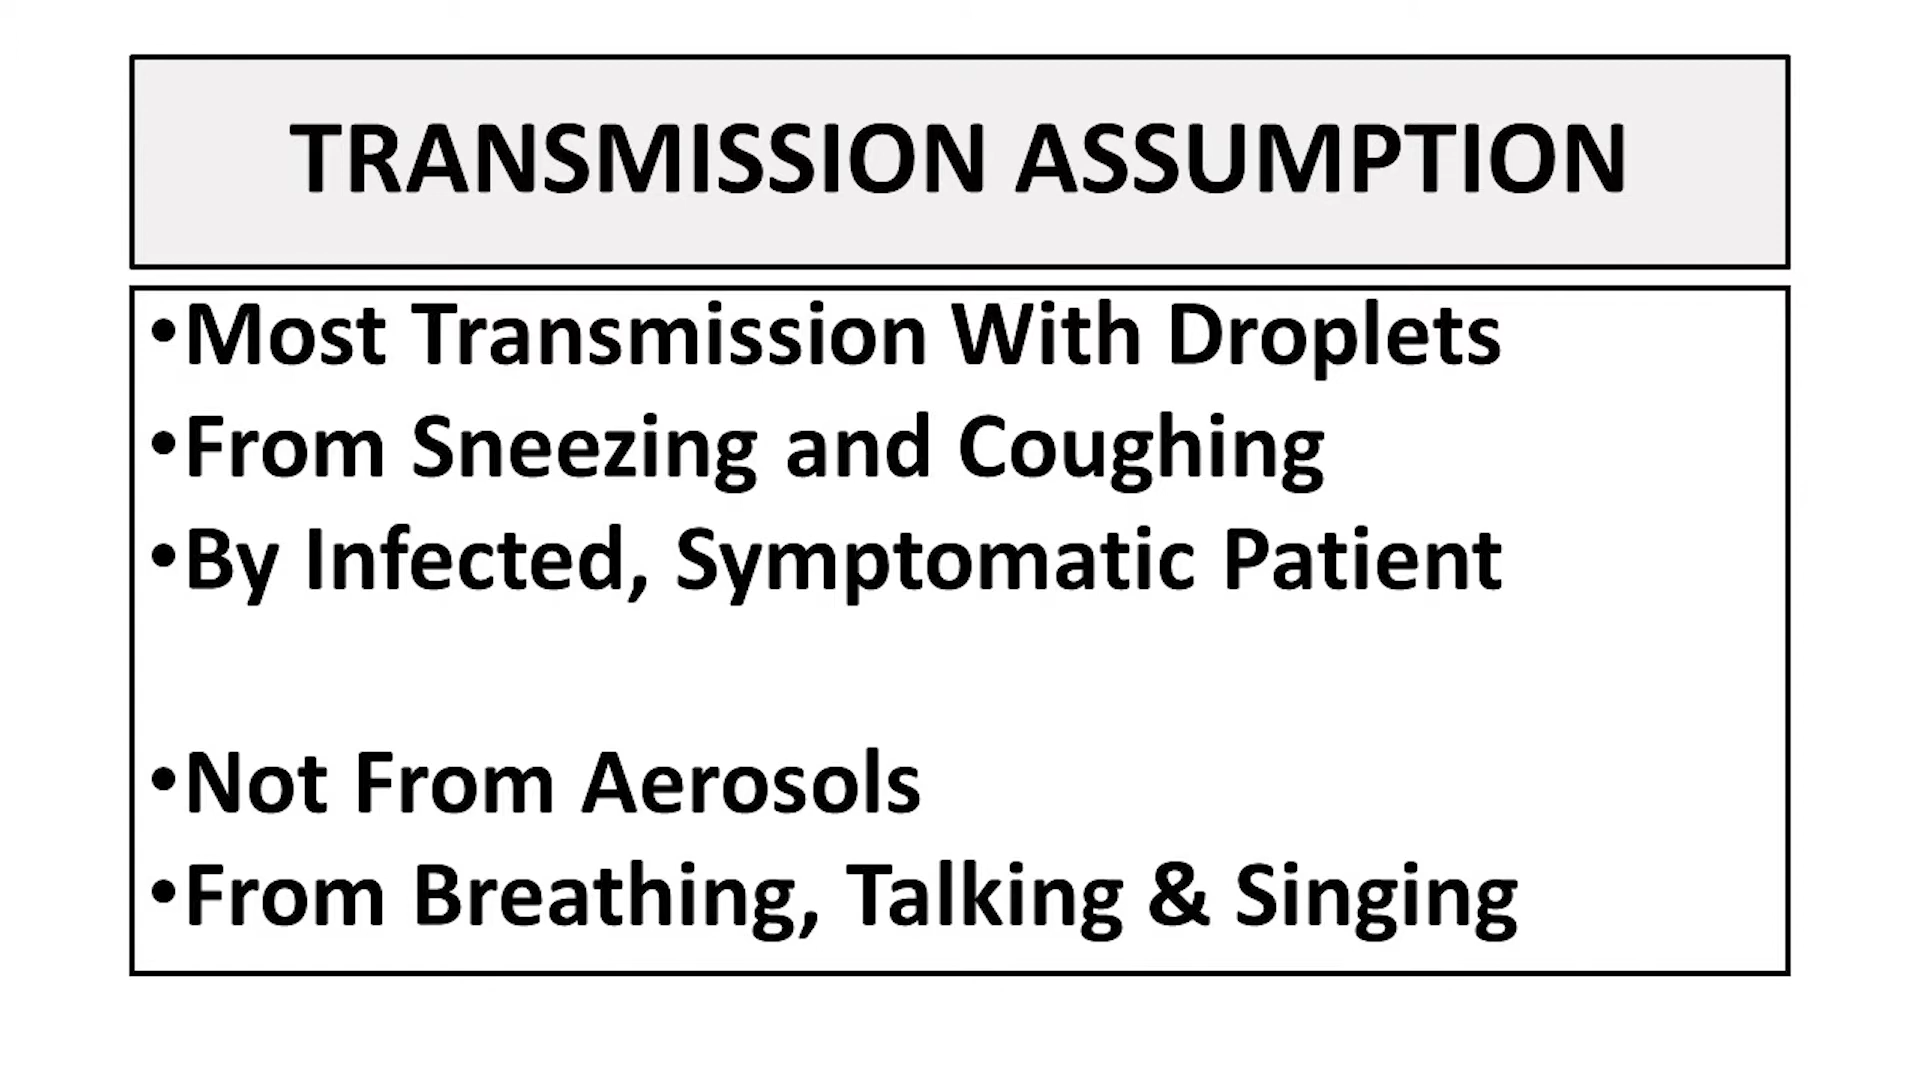 TRANSMISSION ASSUMPTION
•Most Transmission With Droplets
•From Sneezing and Coughing
•By Infected, Symptomatic Patient
•Not From Aerosols
•From Breathing, Talking & Singing